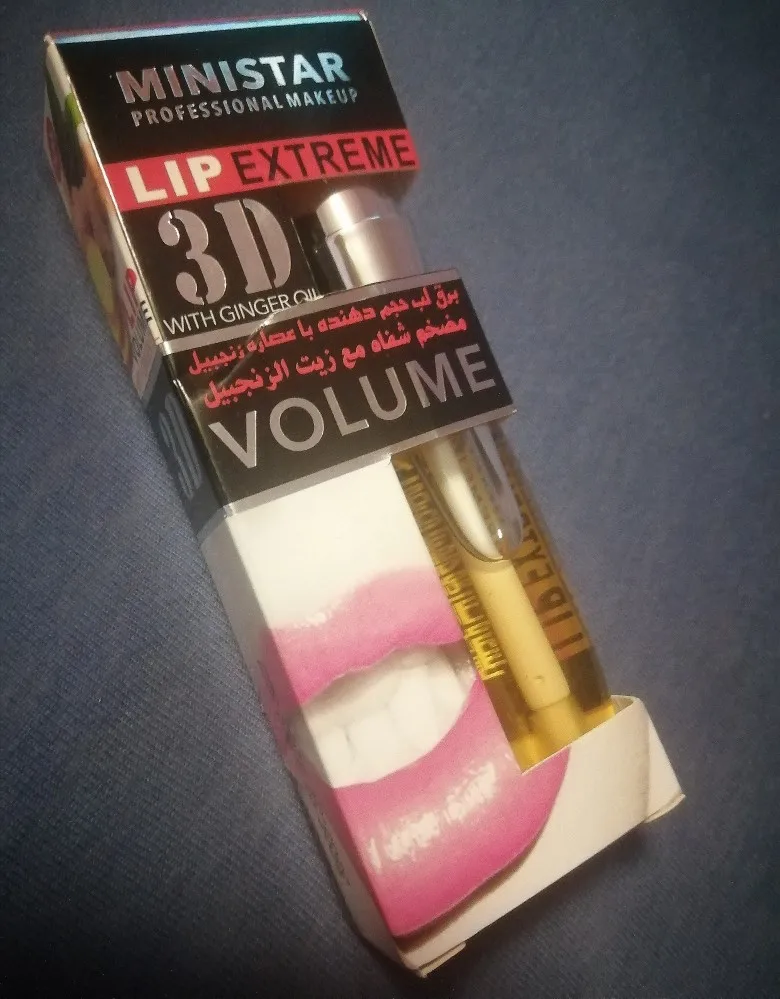 MINISTAR
PROFESSIONAL MAKEUP
LIP EXTREME
3D
WITH GINGER OIL
برق لب حجم دهنده با عصاره زنجبیل
مضخم شفاه مع زيت الزنجبيل
VOLUME